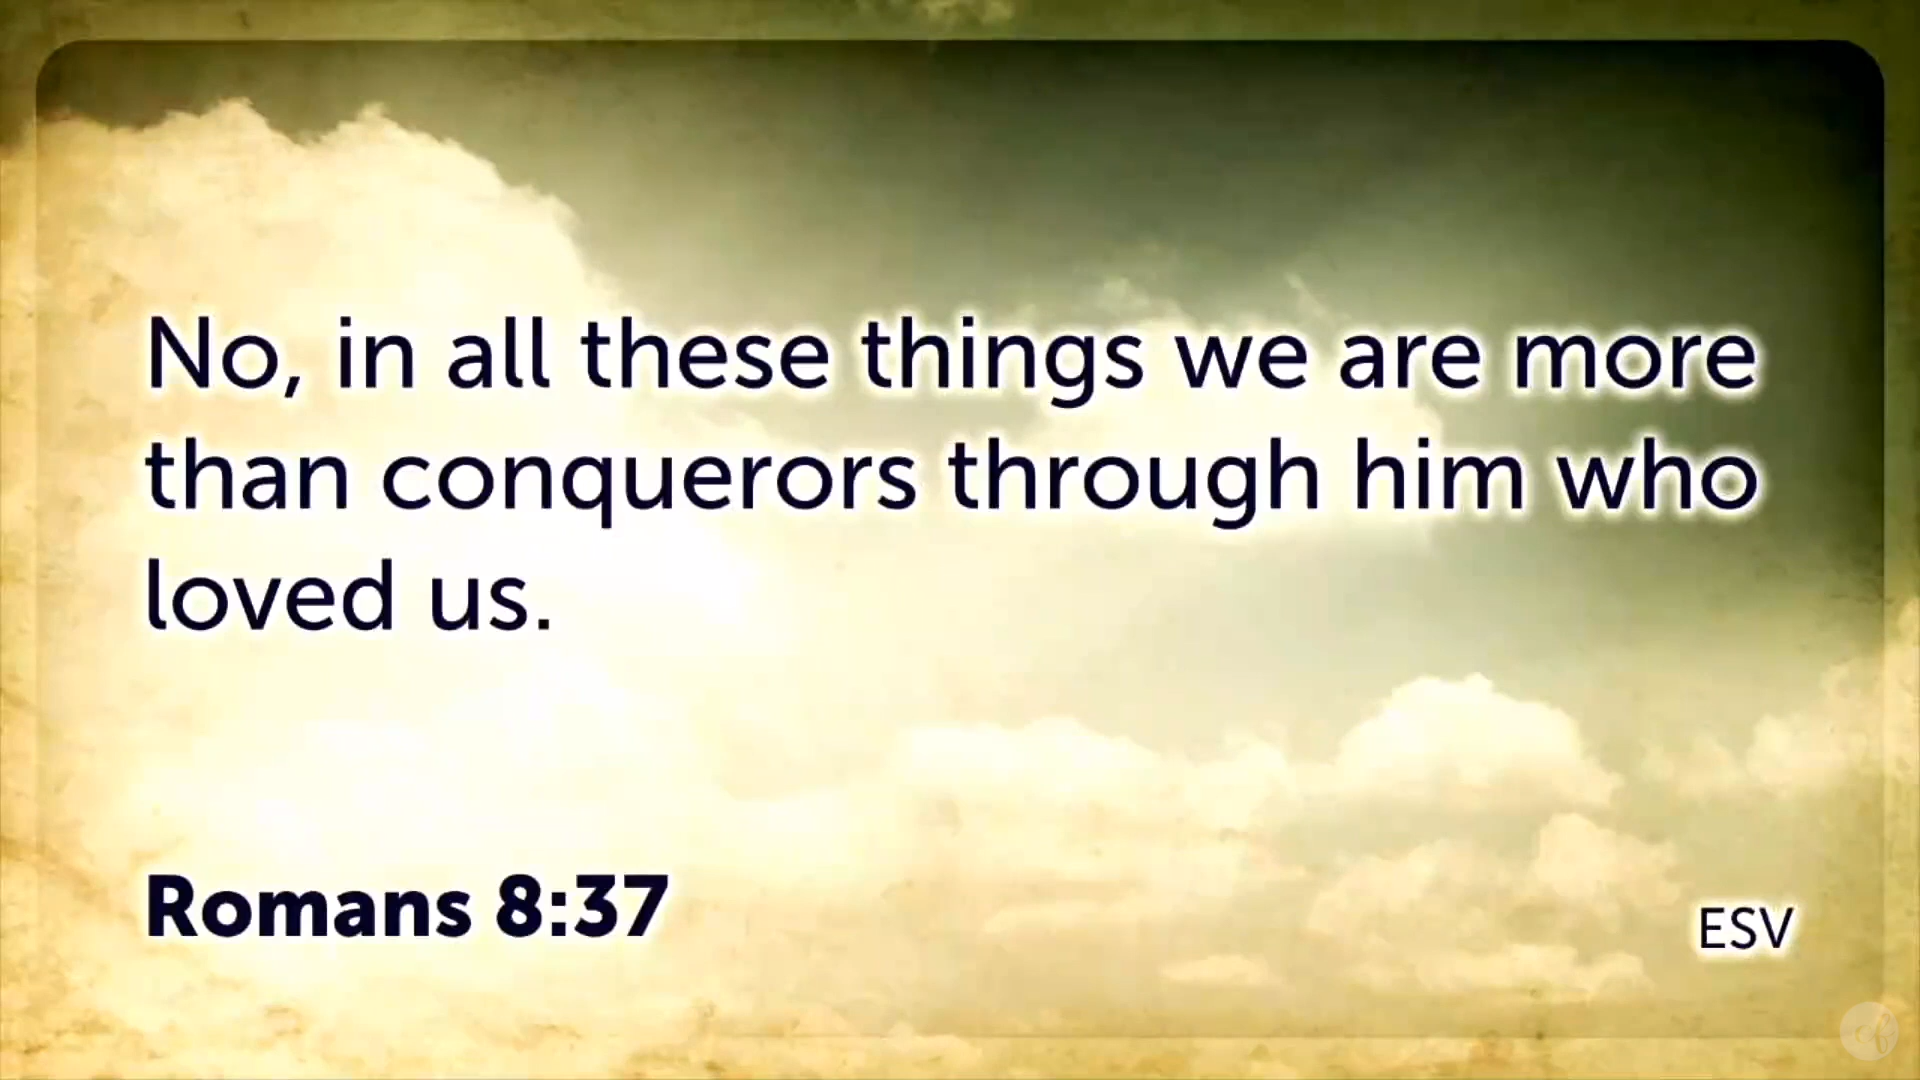 No, in all these things we are more
than conquerors through him who
loved us.
Romans 8:37
ESV